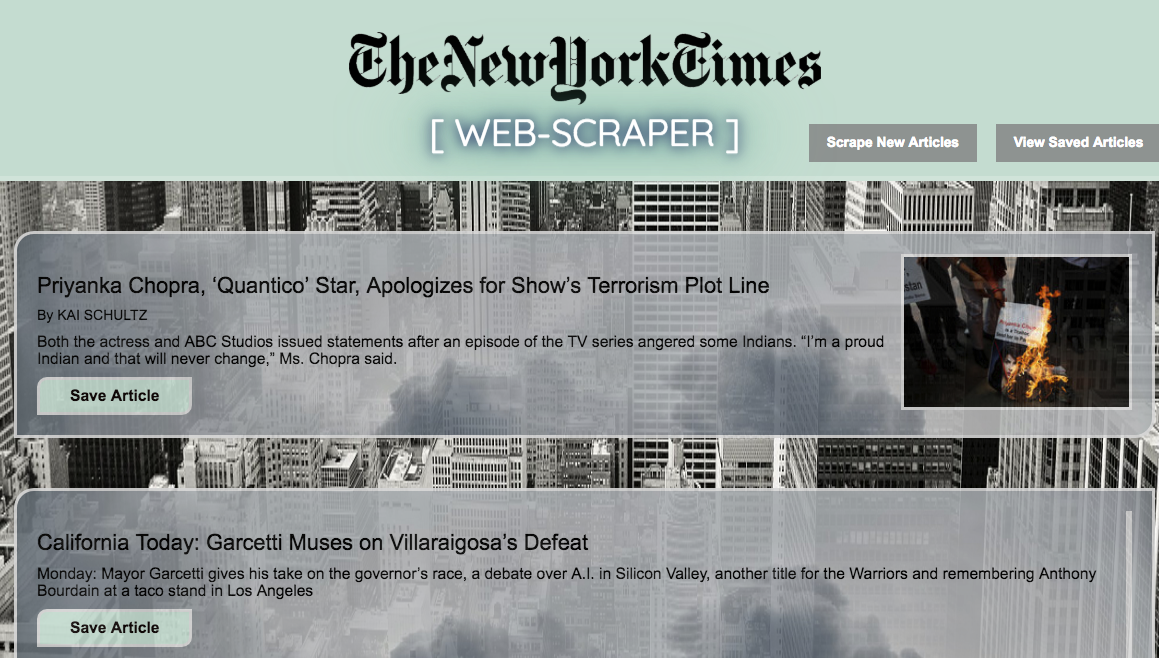 The New York Times
[ WEB-SCRAPER ]
Scrape New Articles
View Saved Articles
Priyanka Chopra, ‘Quantico’ Star, Apologizes for Show’s Terrorism Plot Line
By KAI SCHULTZ
Both the actress and ABC Studios issued statements after an episode of the TV series angered some Indians. “I’m a proud
Indian and that will never change,” Ms. Chopra said.
Save Article
California Today: Garcetti Muses on Villaraigosa’s Defeat
Monday: Mayor Garcetti gives his take on the governor’s race, a debate over A.I. in Silicon Valley, another title for the Warriors and remembering Anthony
Bourdain at a taco stand in Los Angeles
Save Article